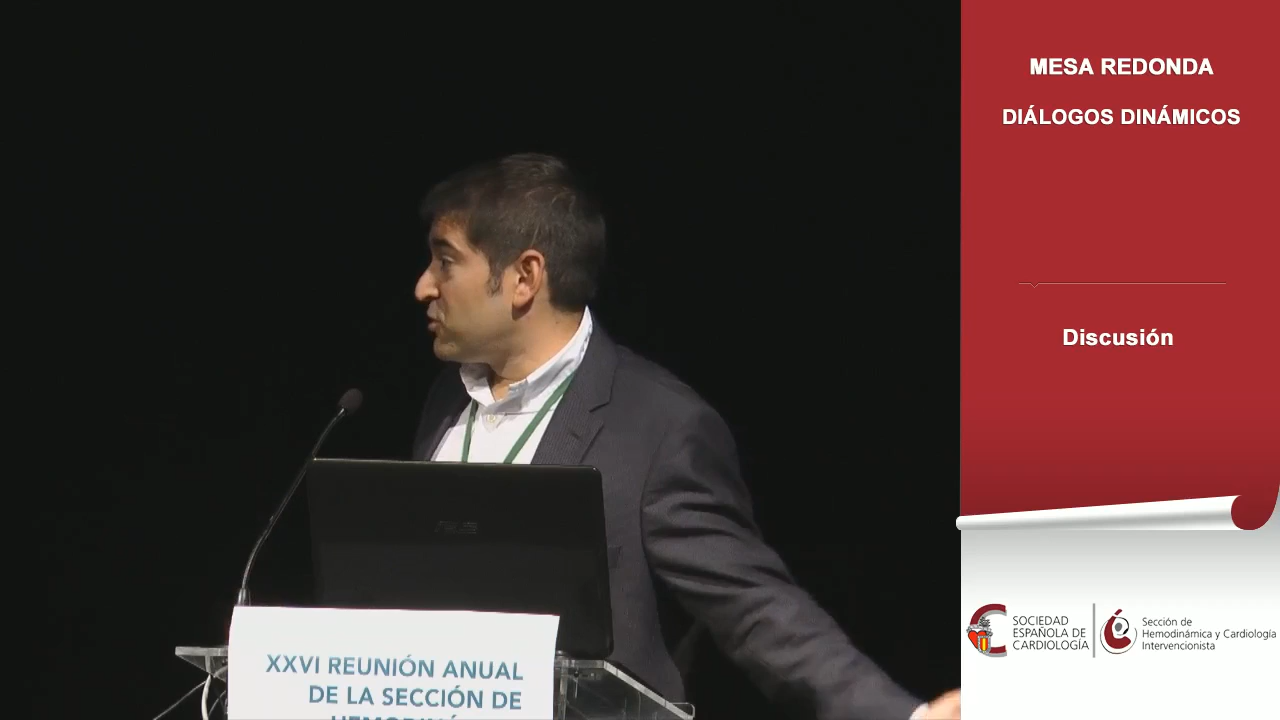 MESA REDONDA
DIÁLOGOS DINÁMICOS
Discusión
SOCIEDAD
ESPAÑOLA DE
CARDIOLOGÍA
Sección de
Hemodinámica y Cardiología
Intervencionista
ASUS
XXVI REUNIÓN ANUAL
DE LA SECCIÓN DE